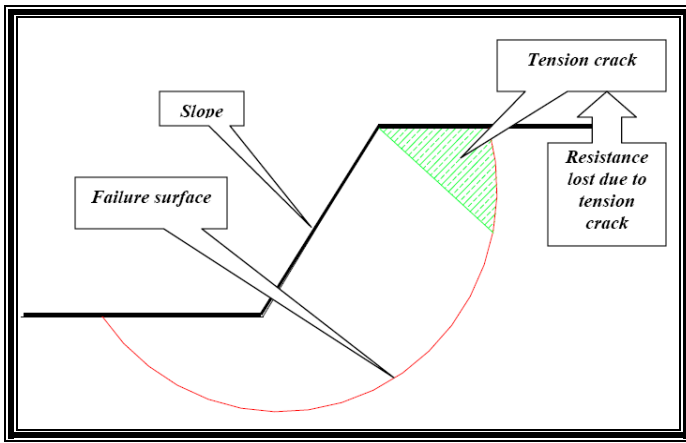 Tension crack
Slope
Resistance
lost due to
tension
crack
Failure surface